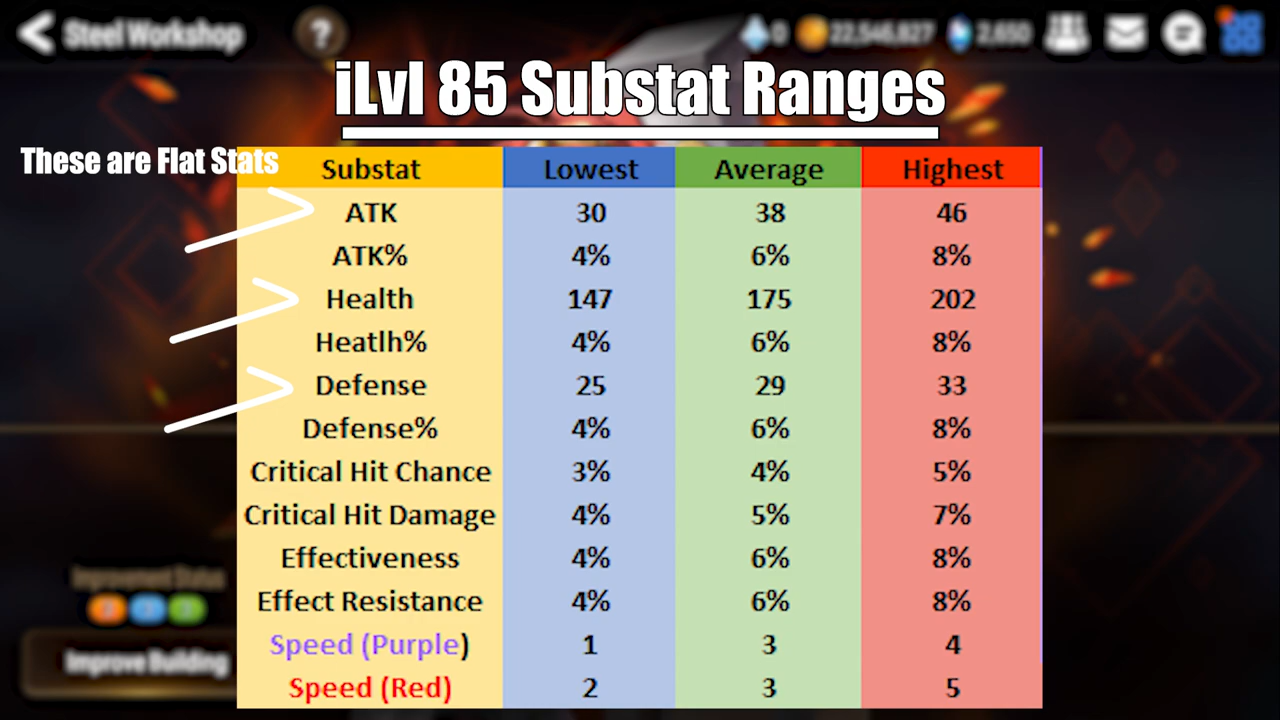 Steel Workshop
?
0 22,546,827 2,650
iLvl 85 Substat Ranges
These are Flat Stats
Substat Lowest Average Highest
ATK 30 38 46
ATK% 4% 6% 8%
Health 147 175 202
Heatlh% 4% 6% 8%
Defense 25 29 33
Defense% 4% 6% 8%
Critical Hit Chance 3% 4% 5%
Critical Hit Damage 4% 5% 7%
Effectiveness 4% 6% 8%
Effect Resistance 4% 6% 8%
Speed (Purple) 1 3 4
Speed (Red) 2 3 5
Improvement Status
Improve Building